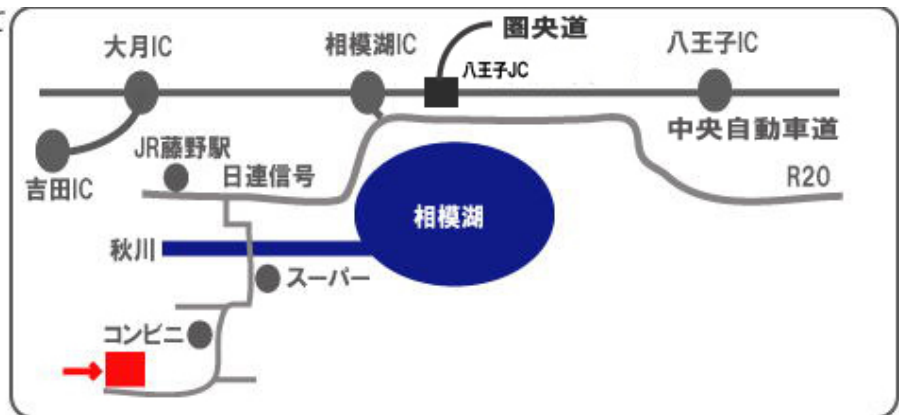 圏央道
大月IC
相模湖IC
八王子IC
八王子JC
中央自動車道
JR藤野駅
吉田IC
日連信号
R20
相模湖
秋川
スーパー
コンビニ